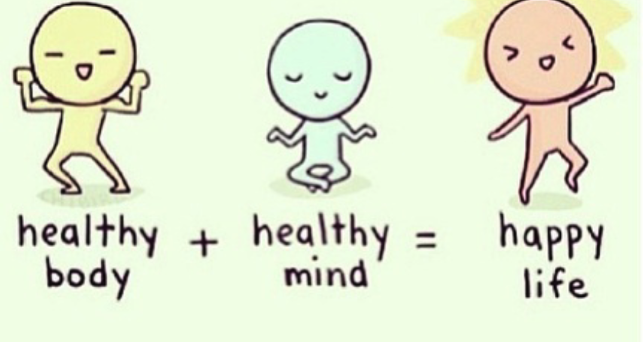 healthy + healthy = happy
body mind life